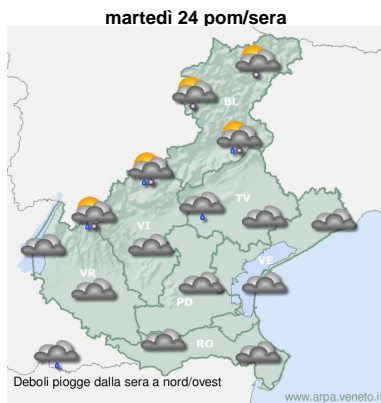 martedì 24 pom/sera
BL
TV
VI
VE
VR
PD
RO
Deboli piogge dalla sera a nord/ovest
www.arpa.veneto.it